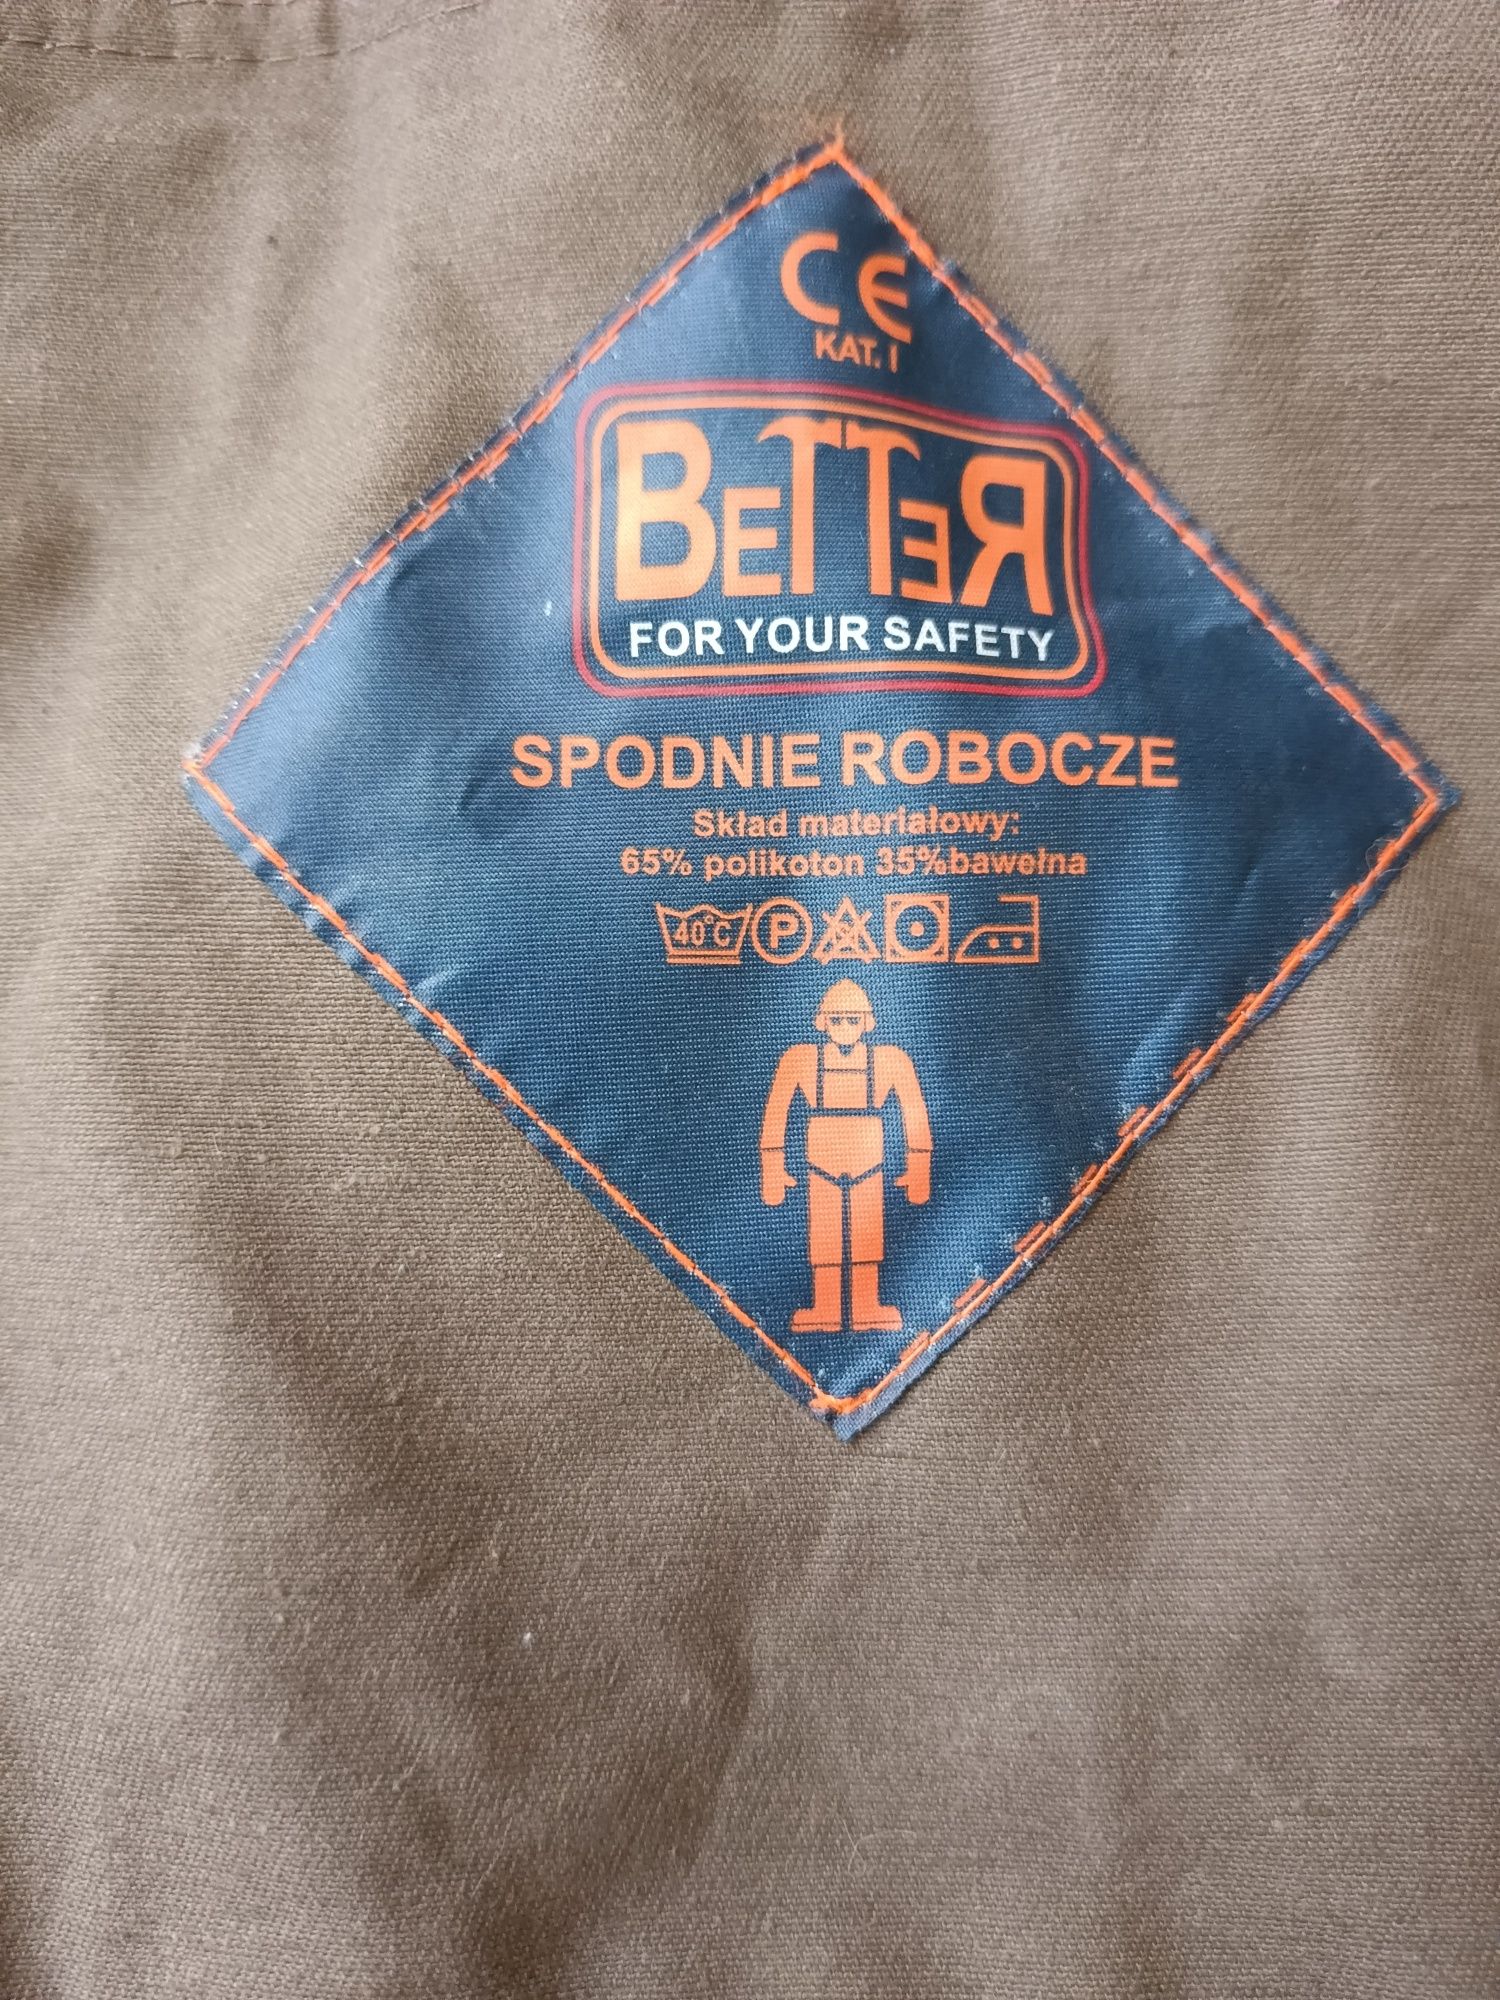 CE
KAT. I
BETTER
FOR YOUR SAFETY
SPODNIE ROBOCZE
Skład materiałowy:
65% polikoton 35%bawełna
40°C P